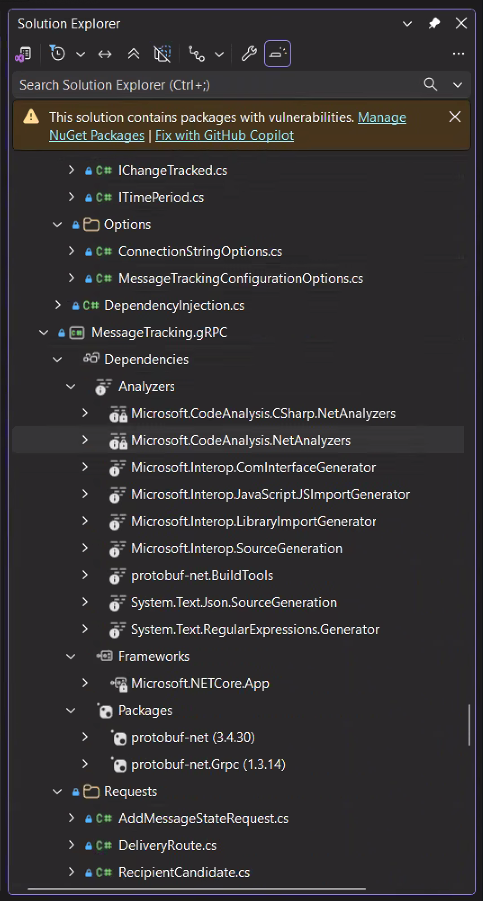 Solution Explorer
Search Solution Explorer (Ctrl+;)
This solution contains packages with vulnerabilities. Manage
NuGet Packages | Fix with GitHub Copilot
C# IChangeTracked.cs
C# ITimePeriod.cs
Options
C# ConnectionStringOptions.cs
C# MessageTrackingConfigurationOptions.cs
C# DependencyInjection.cs
C# MessageTracking.gRPC
Dependencies
Analyzers
Microsoft.CodeAnalysis.CSharp.NetAnalyzers
Microsoft.CodeAnalysis.NetAnalyzers
Microsoft.Interop.ComInterfaceGenerator
Microsoft.Interop.JavaScript.JSImportGenerator
Microsoft.Interop.LibraryImportGenerator
Microsoft.Interop.SourceGeneration
protobuf-net.BuildTools
System.Text.Json.SourceGeneration
System.Text.RegularExpressions.Generator
Frameworks
Microsoft.NETCore.App
Packages
protobuf-net (3.4.30)
protobuf-net.Grpc (1.3.14)
Requests
C# AddMessageStateRequest.cs
C# DeliveryRoute.cs
C# RecipientCandidate.cs